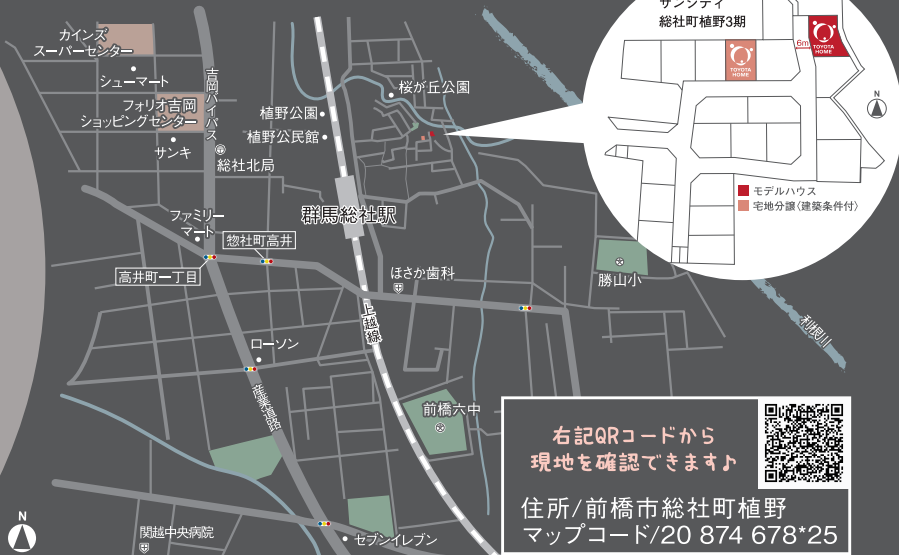 カインズ
スーパーセンター
シューマート
フォリオ吉岡
ショッピングセンター
サンキ
吉岡バイパス
総社北局
植野公園
植野公民館
桜が丘公園
群馬総社駅
ファミリー
マート
惣社町高井
高井町一丁目
ほさか歯科
上越線
ローソン
産業道路
前橋六中
勝山小
利根川
関越中央病院
セブンイレブン
N
サンシティ
総社町植野3期
6m
TOYOTA
HOME
TOYOTA
HOME
N
モデルハウス
宅地分譲〈建築条件付〉
右記QRコードから
現地を確認できます♪
住所/前橋市総社町植野
マップコード/20 874 678*25